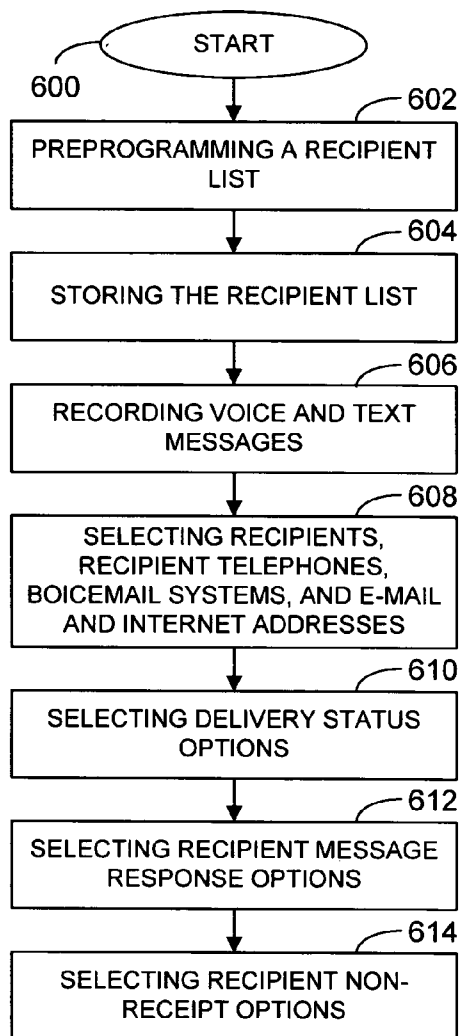 START
600
602
PREPROGRAMMING A RECIPIENT
LIST
604
STORING THE RECIPIENT LIST
606
RECORDING VOICE AND TEXT
MESSAGES
608
SELECTING RECIPIENTS,
RECIPIENT TELEPHONES,
BOICEMAIL SYSTEMS, AND E-MAIL
AND INTERNET ADDRESSES
610
SELECTING DELIVERY STATUS
OPTIONS
612
SELECTING RECIPIENT MESSAGE
RESPONSE OPTIONS
614
SELECTING RECIPIENT NON-
RECEIPT OPTIONS